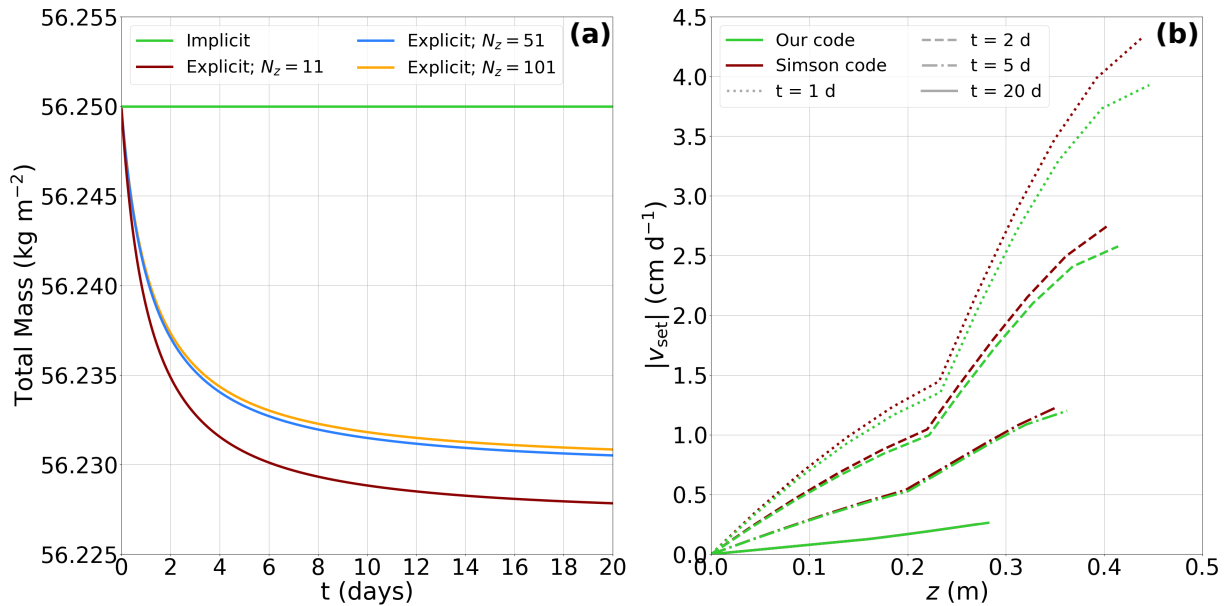 (a)
Implicit
Explicit; N_z = 11
Explicit; N_z = 51
Explicit; N_z = 101
Total Mass (kg m⁻²)
56.255
56.250
56.245
56.240
56.235
56.230
56.225
0 2 4 6 8 10 12 14 16 18 20
t (days)
(b)
Our code
Simson code
t = 1 d
t = 2 d
t = 5 d
t = 20 d
|v_set| (cm d⁻¹)
4.5
4.0
3.5
3.0
2.5
2.0
1.5
1.0
0.5
0.0
0.0 0.1 0.2 0.3 0.4 0.5
z (m)